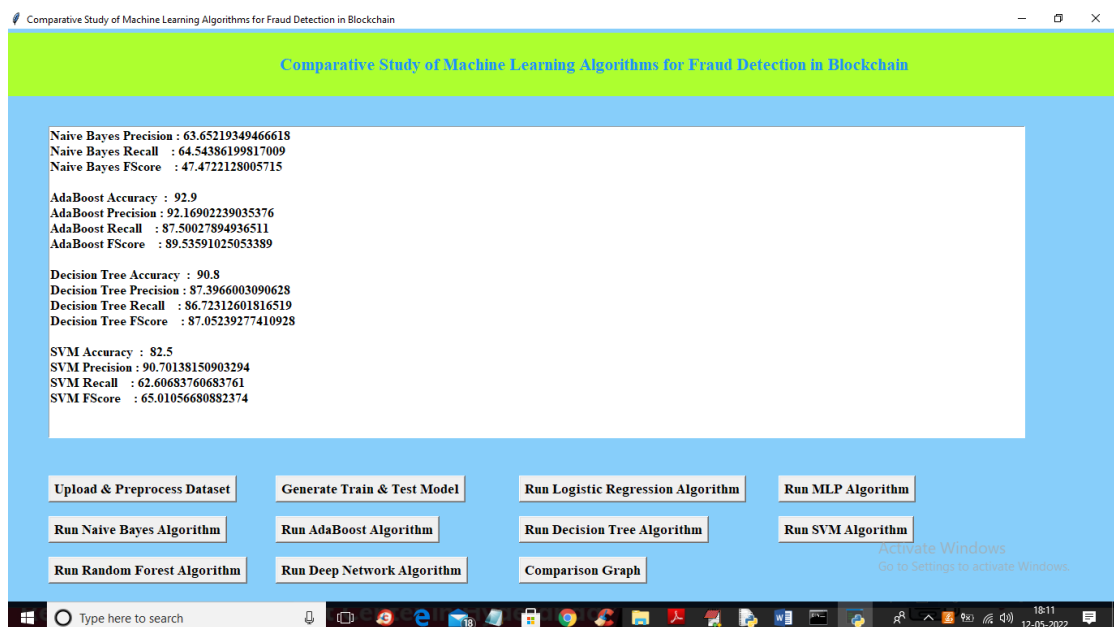 Comparative Study of Machine Learning Algorithms for Fraud Detection in Blockchain
Comparative Study of Machine Learning Algorithms for Fraud Detection in Blockchain
Naive Bayes Precision : 63.65219349466618
Naive Bayes Recall : 64.54386199817009
Naive Bayes FScore : 47.4722128005715
AdaBoost Accuracy : 92.9
AdaBoost Precision : 92.16902239035376
AdaBoost Recall : 87.50027894936511
AdaBoost FScore : 89.53591025053389
Decision Tree Accuracy : 90.8
Decision Tree Precision : 87.3966003090628
Decision Tree Recall : 86.72312601816519
Decision Tree FScore : 87.05239277410928
SVM Accuracy : 82.5
SVM Precision : 90.70138150903294
SVM Recall : 62.60683760683761
SVM FScore : 65.01056680882374
Upload & Preprocess Dataset Generate Train & Test Model Run Logistic Regression Algorithm Run MLP Algorithm
Run Naive Bayes Algorithm Run AdaBoost Algorithm Run Decision Tree Algorithm Run SVM Algorithm
Activate Windows
Go to Settings to activate Windows.
Run Random Forest Algorithm Run Deep Network Algorithm Comparison Graph
Type here to search 18 18:11
12-05-2022